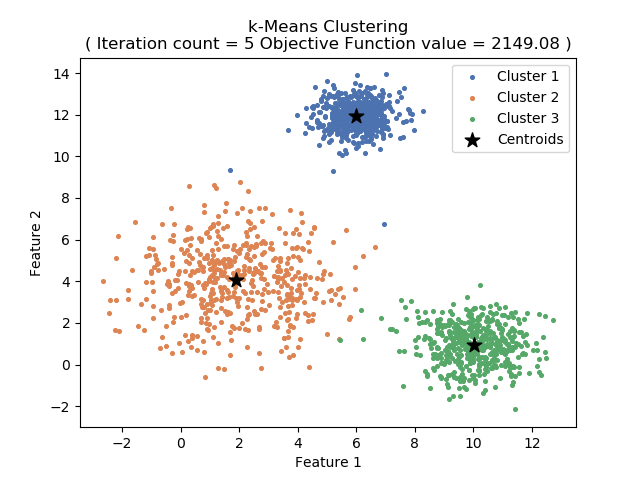 k-Means Clustering
( Iteration count = 5 Objective Function value = 2149.08 )
14
12
10
8
6
4
2
0
−2
Feature 2
Cluster 1
Cluster 2
Cluster 3
Centroids
−2 0 2 4 6 8 10 12
Feature 1